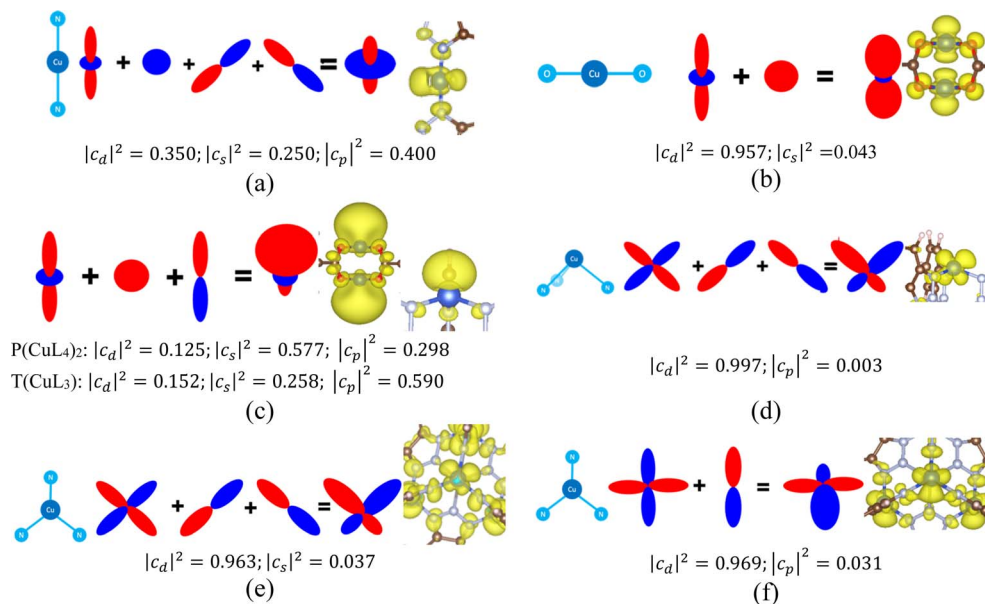 N
Cu
N
+ + + =
|c_d|² = 0.350; |c_s|² = 0.250; |c_p|² = 0.400
(a)
O Cu O
+ =
|c_d|² = 0.957; |c_s|² =0.043
(b)
+ + =
P(CuL₄)₂: |c_d|² = 0.125; |c_s|² = 0.577; |c_p|² = 0.298
T(CuL₃): |c_d|² = 0.152; |c_s|² = 0.258; |c_p|² = 0.590
(c)
Cu
N N
+ + =
|c_d|² = 0.997; |c_p|² = 0.003
(d)
N
Cu
N N
+ + =
|c_d|² = 0.963; |c_s|² = 0.037
(e)
N
Cu
N N
+ =
|c_d|² = 0.969; |c_p|² = 0.031
(f)